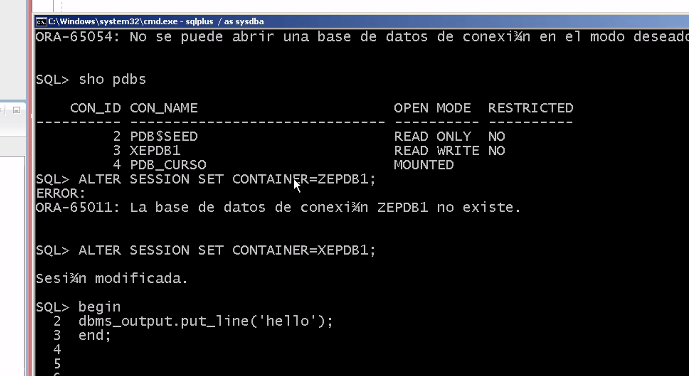 C:\Windows\system32\cmd.exe - sqlplus / as sysdba
ORA-65054: No se puede abrir una base de datos de conexi¾n en el modo desead
SQL> sho pdbs
CON_ID CON_NAME OPEN MODE RESTRICTED
---------- ------------------------------ ---------- ----------
2 PDB$SEED READ ONLY NO
3 XEPDB1 READ WRITE NO
4 PDB_CURSO MOUNTED
SQL> ALTER SESSION SET CONTAINER=ZEPDB1;
ERROR:
ORA-65011: La base de datos de conexi¾n ZEPDB1 no existe.
SQL> ALTER SESSION SET CONTAINER=XEPDB1;
Sesi¾n modificada.
SQL> begin
2 dbms_output.put_line('hello');
3 end;
4
5